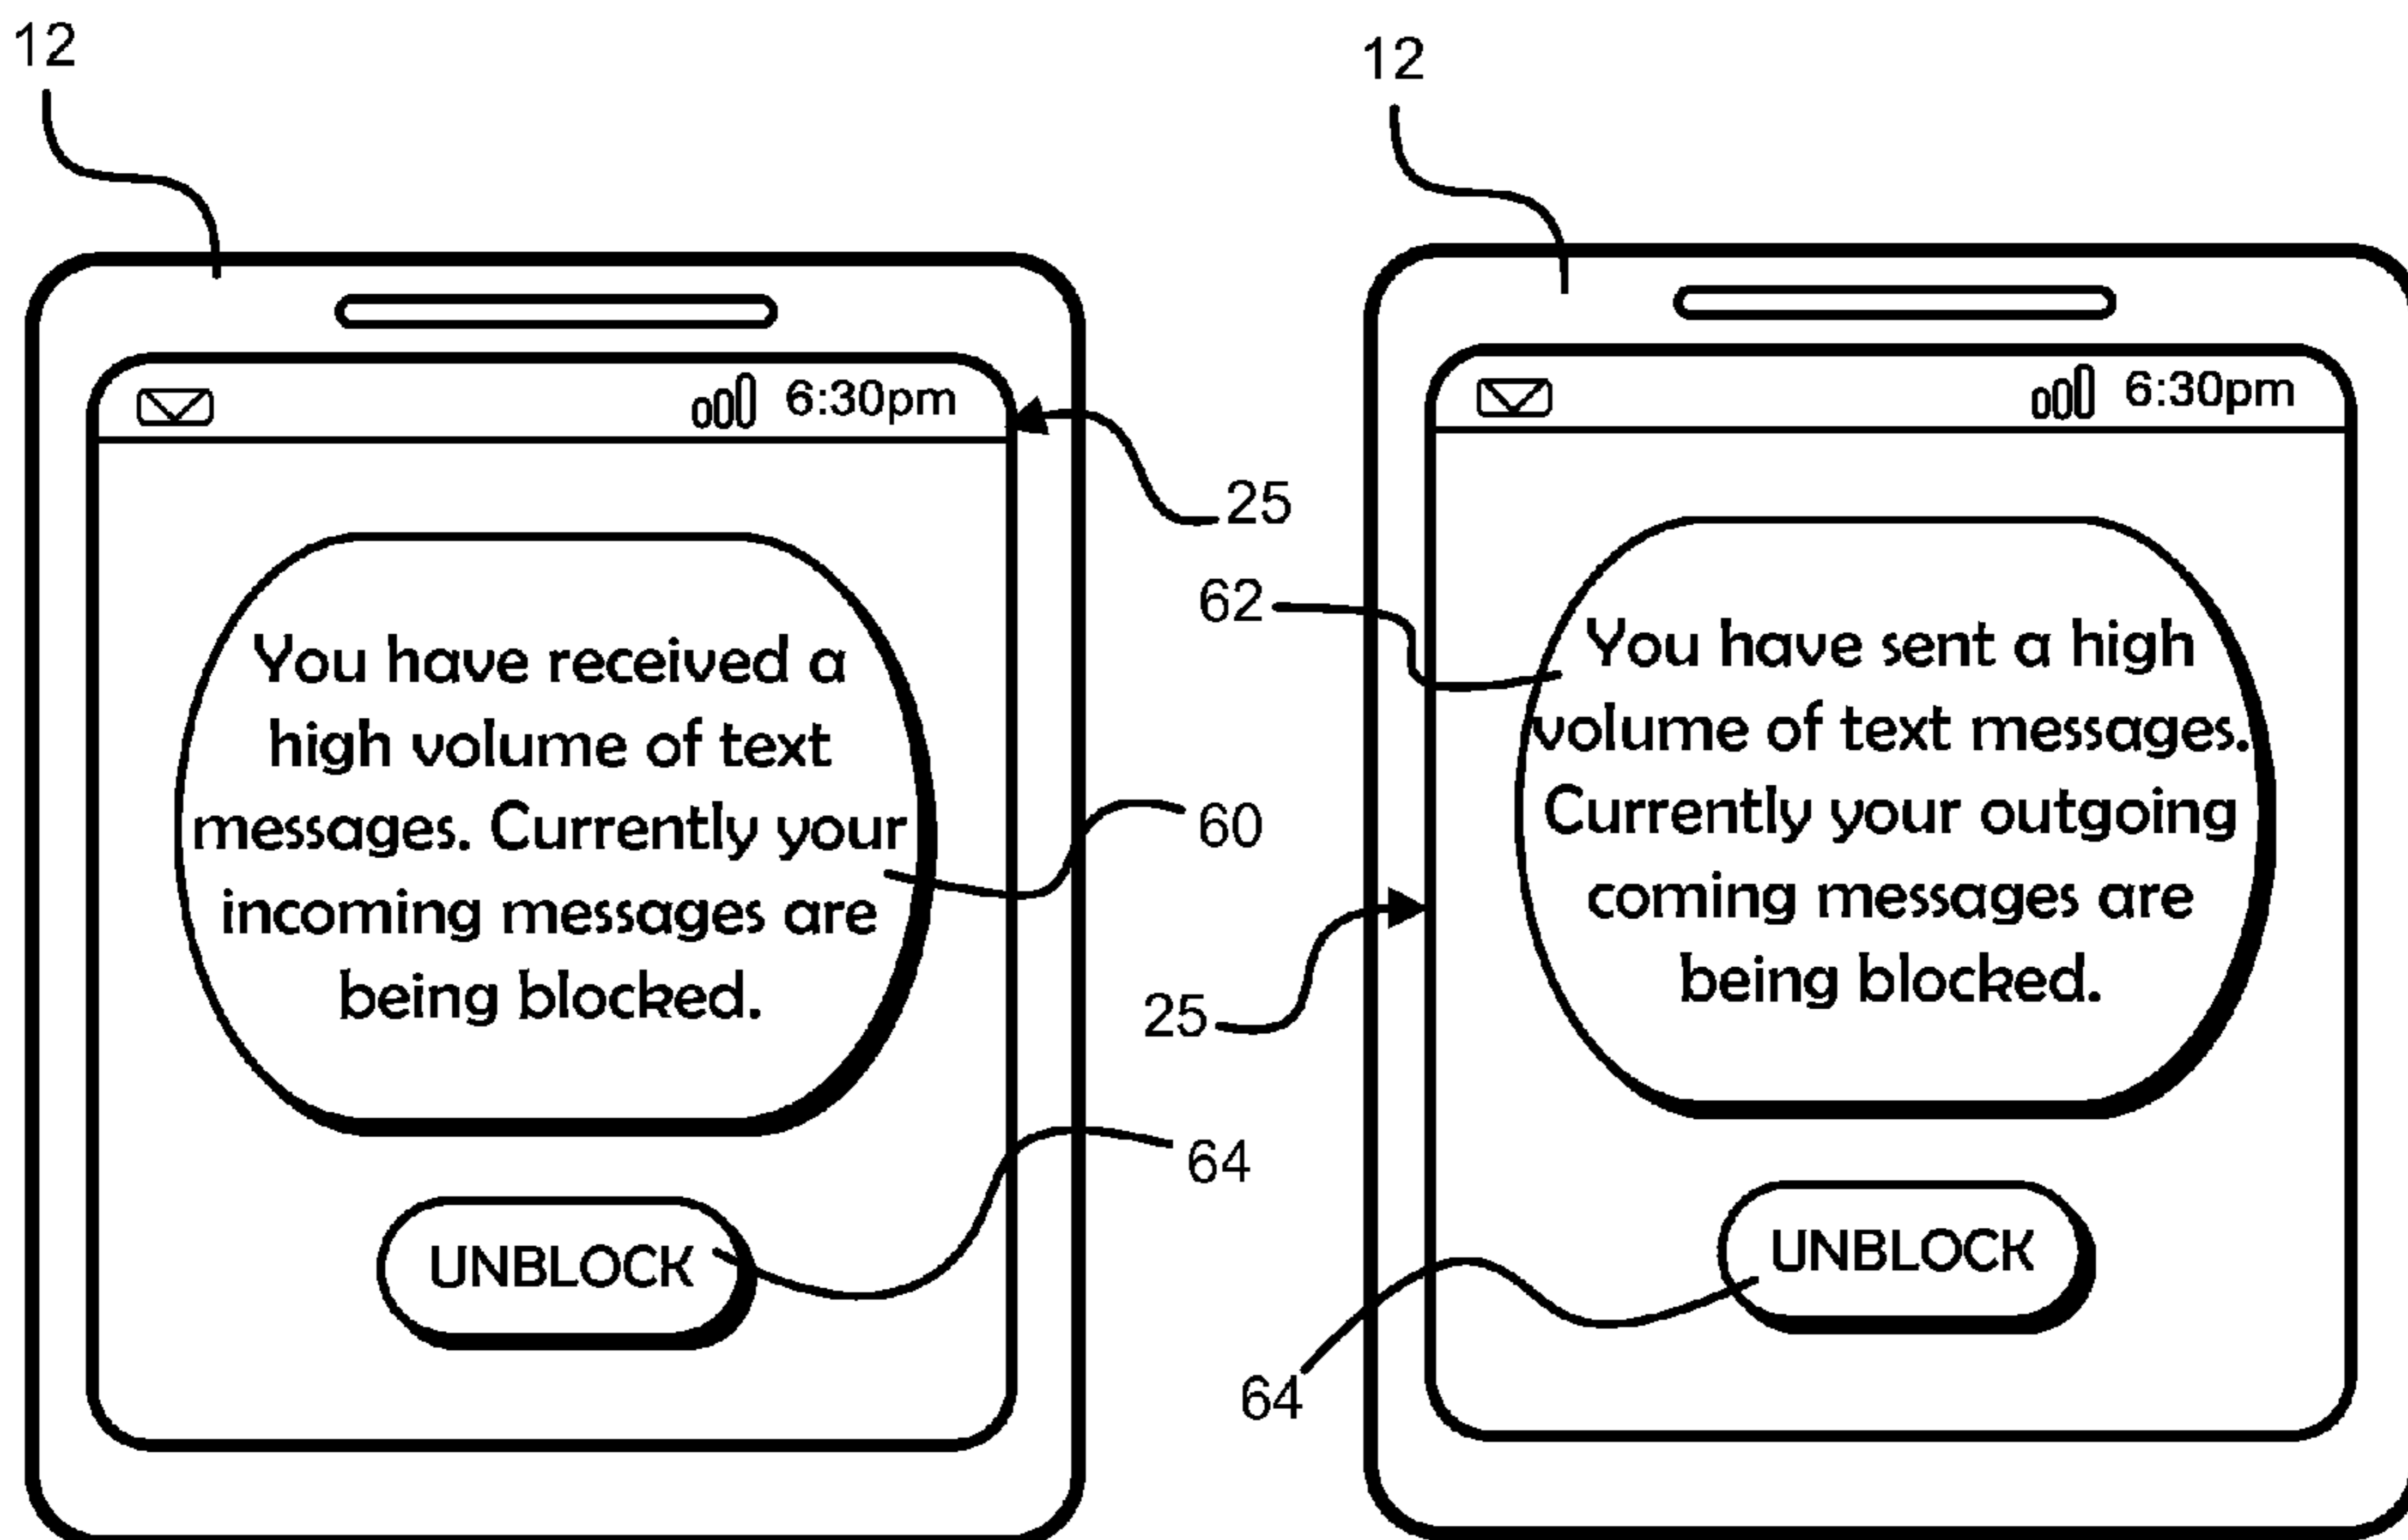 12
12
6:30pm
25
You have received a
high volume of text
messages. Currently your
incoming messages are
being blocked.
60
64
UNBLOCK
6:30pm
62
You have sent a high
volume of text messages.
Currently your outgoing
coming messages are
being blocked.
25
UNBLOCK
64